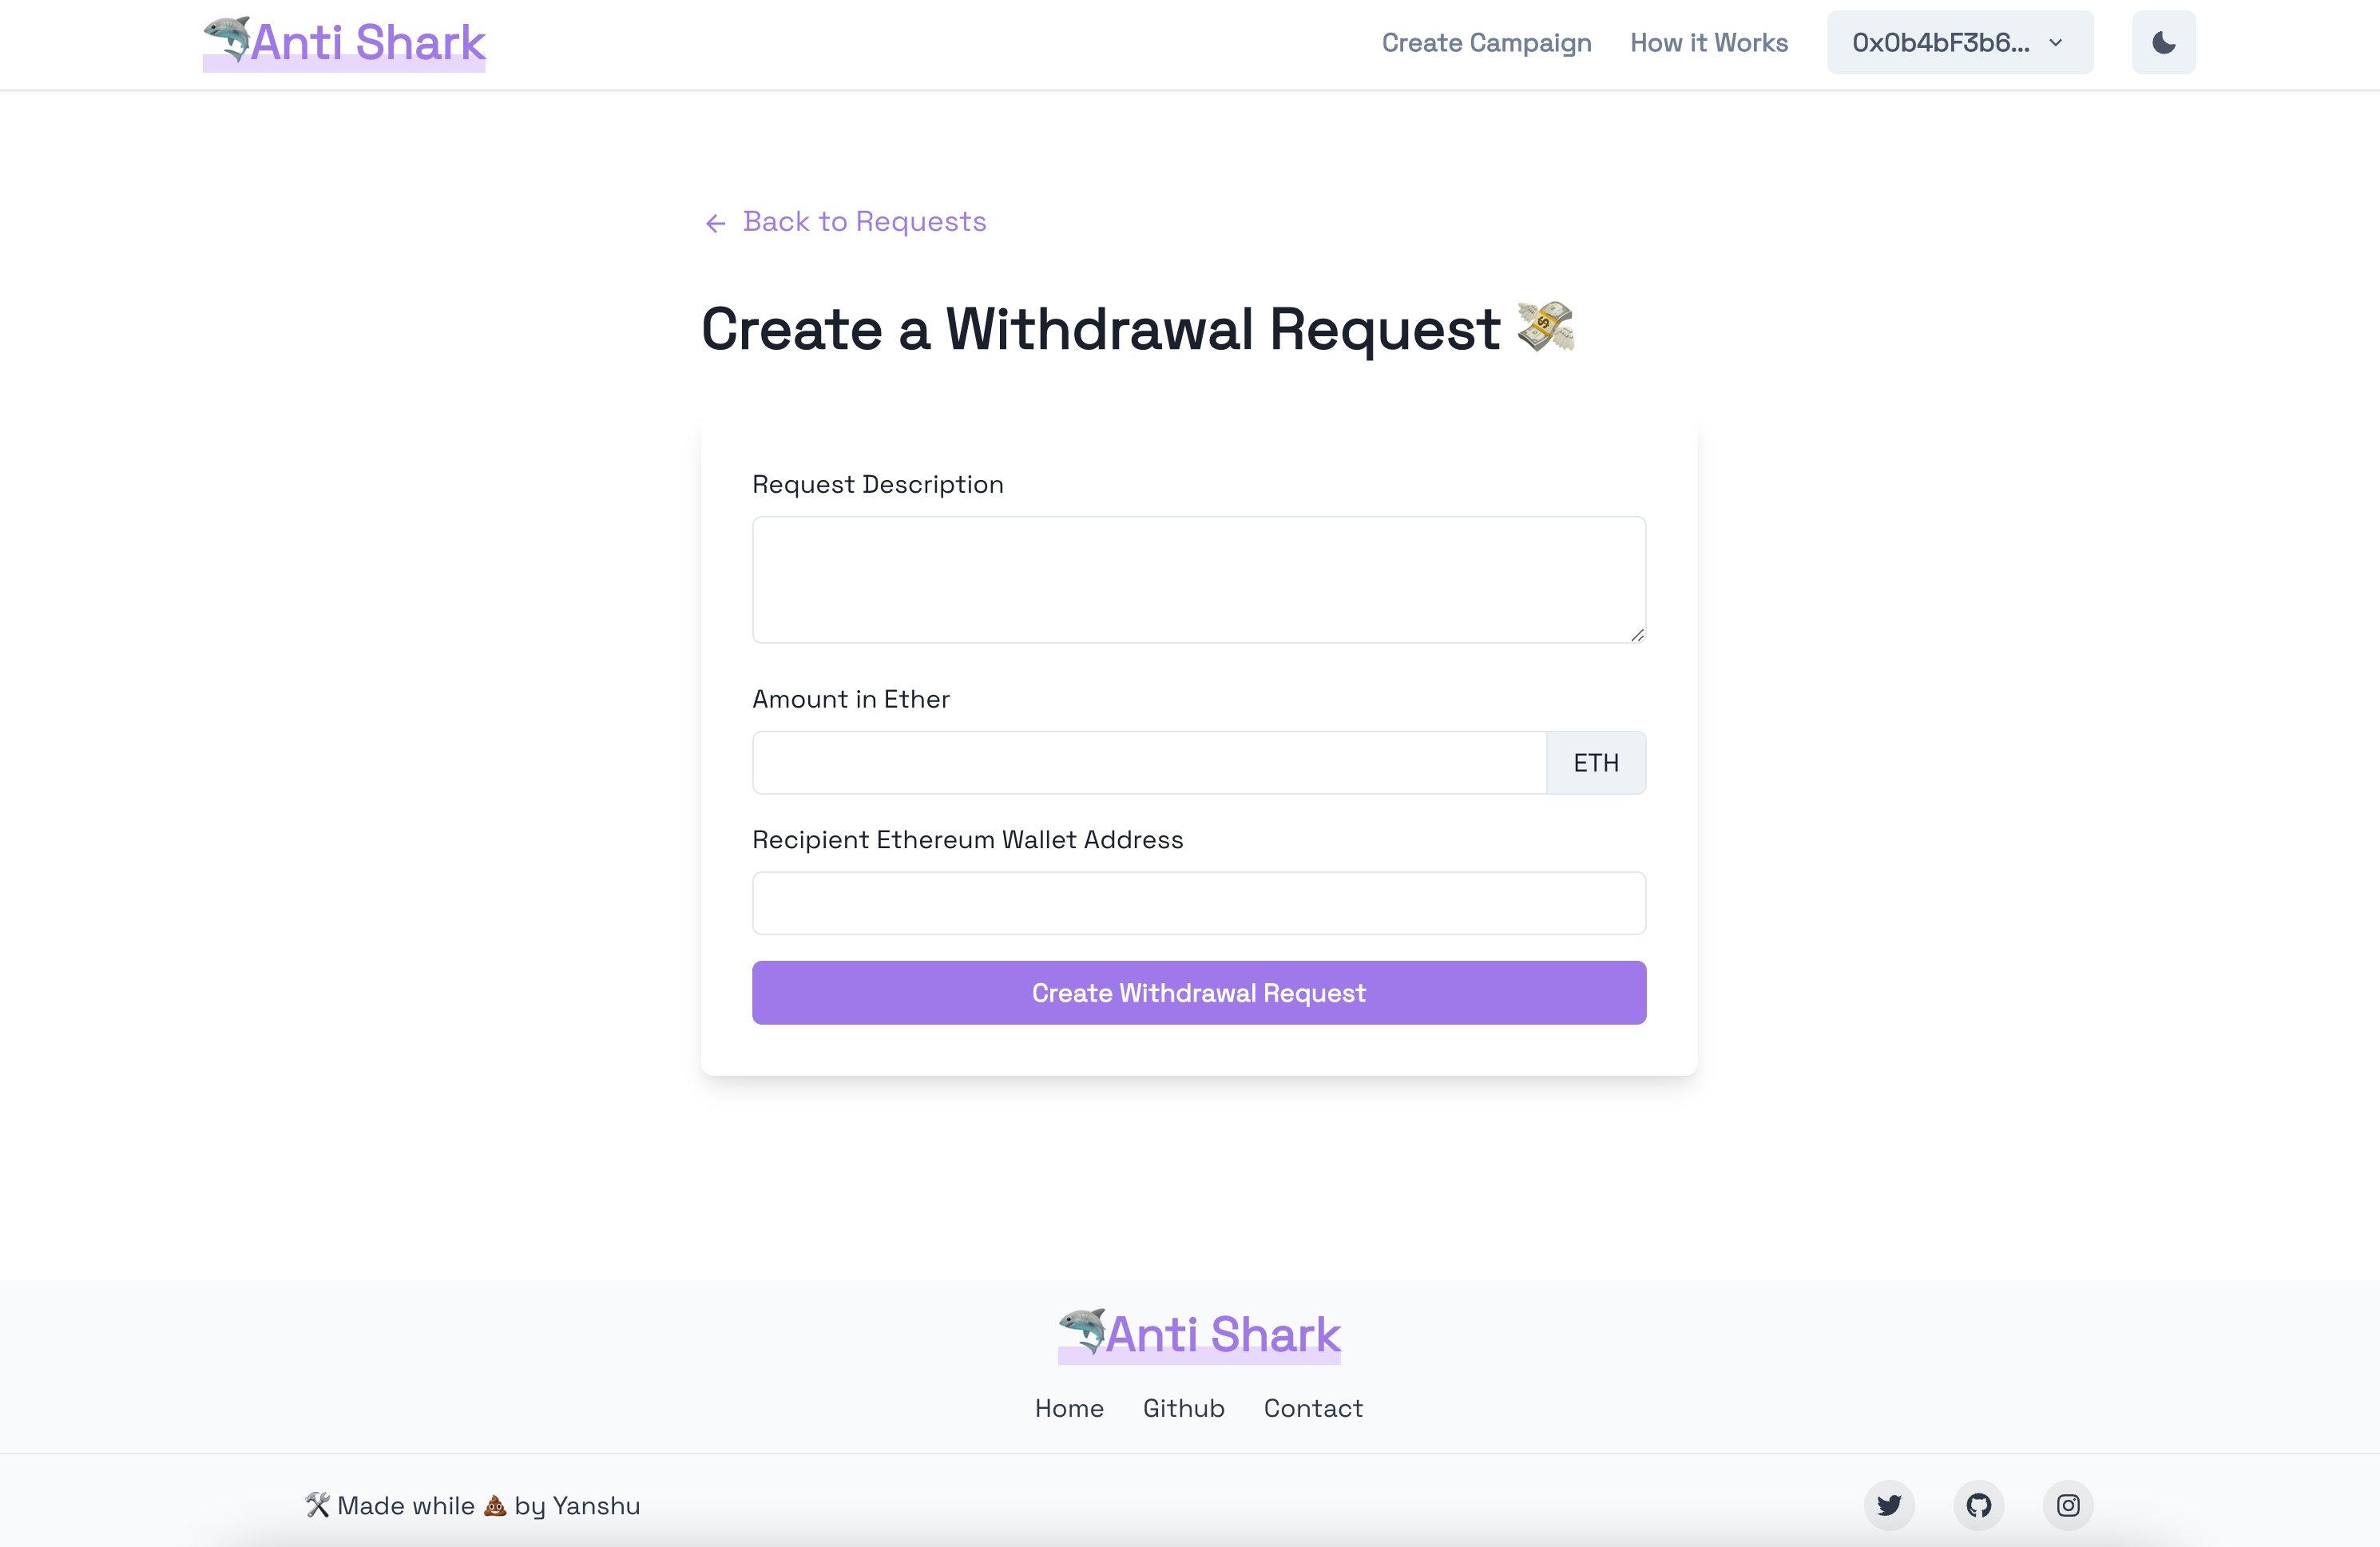 🦈Anti Shark
Create Campaign How it Works 0x0b4bF3b6...
Back to Requests
Create a Withdrawal Request 💸
Request Description
Amount in Ether
ETH
Recipient Ethereum Wallet Address
Create Withdrawal Request
🦈Anti Shark
Home Github Contact
🛠️ Made while 💩 by Yanshu